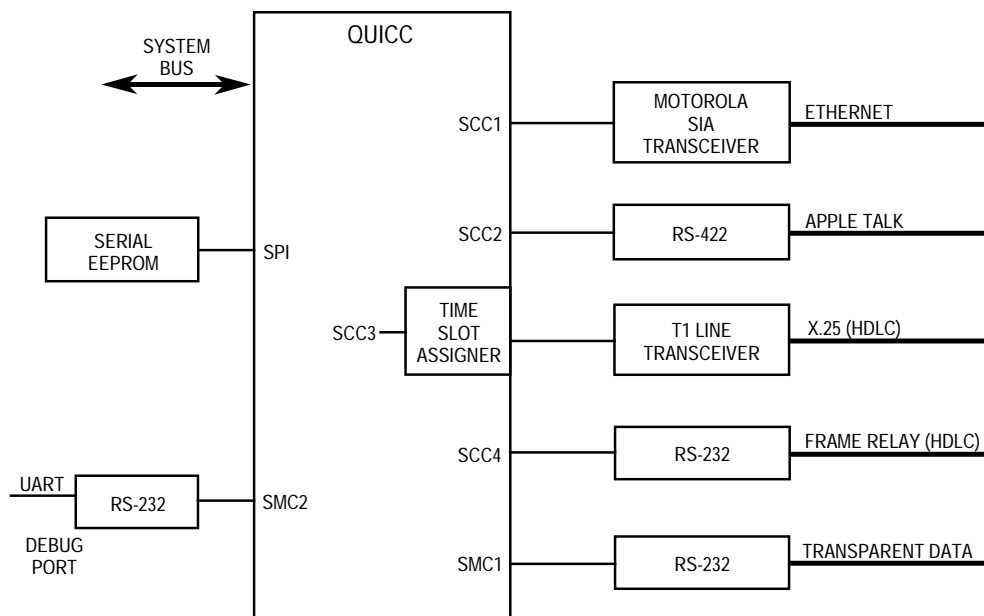 QUICC
SYSTEM
BUS
SCC1
MOTOROLA
SIA
TRANSCEIVER
ETHERNET
SCC2
RS-422
APPLE TALK
SERIAL
EEPROM
SPI
SCC3
TIME
SLOT
ASSIGNER
T1 LINE
TRANSCEIVER
X.25 (HDLC)
SCC4
RS-232
FRAME RELAY (HDLC)
UART
RS-232
SMC2
DEBUG
PORT
SMC1
RS-232
TRANSPARENT DATA